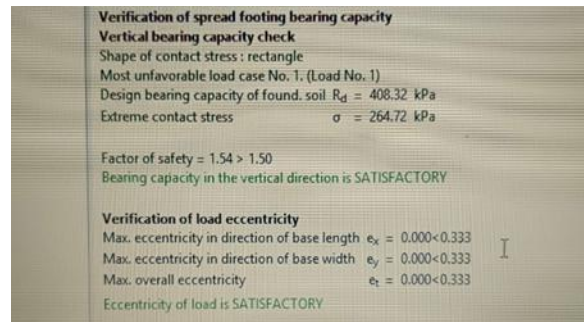 Verification of spread footing bearing capacity
Vertical bearing capacity check
Shape of contact stress : rectangle
Most unfavorable load case No. 1. (Load No. 1)
Design bearing capacity of found. soil Rd = 408.32 kPa
Extreme contact stress σ = 264.72 kPa
Factor of safety = 1.54 > 1.50
Bearing capacity in the vertical direction is SATISFACTORY
Verification of load eccentricity
Max. eccentricity in direction of base length ex = 0.000<0.333
Max. eccentricity in direction of base width ey = 0.000<0.333
Max. overall eccentricity et = 0.000<0.333
Eccentricity of load is SATISFACTORY